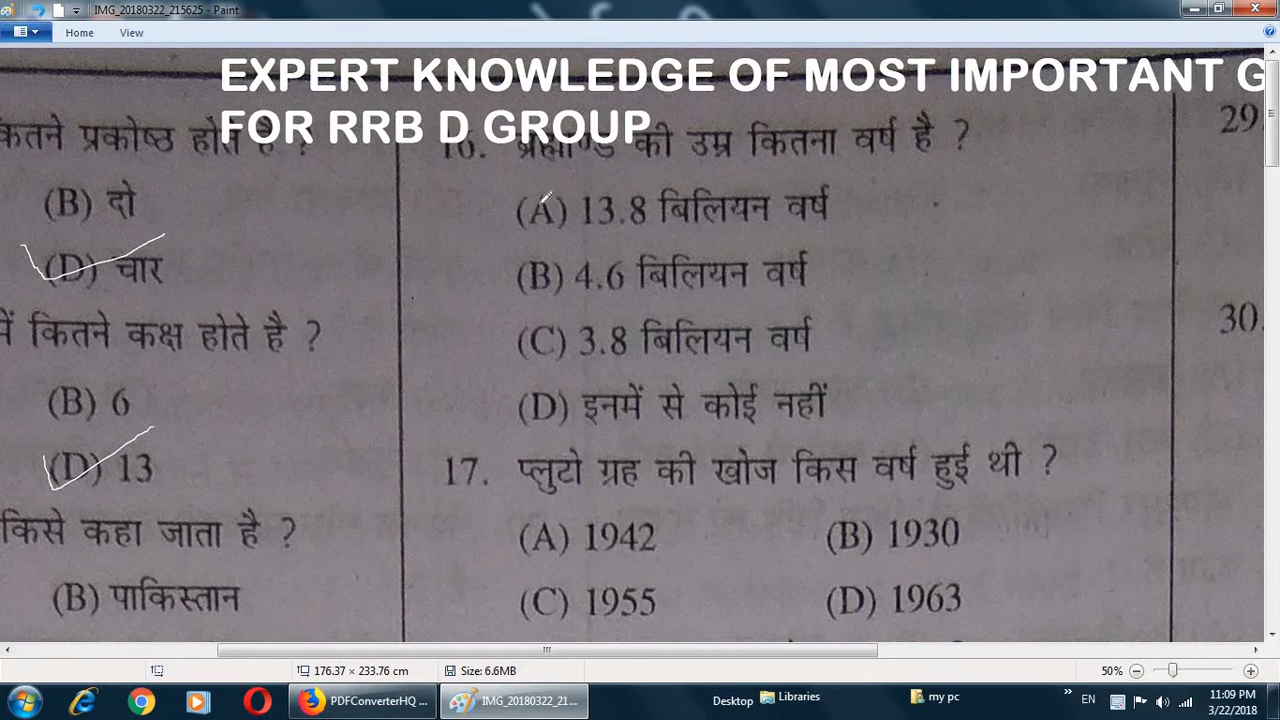 IMG_20180322_215625 - Paint
Home View
EXPERT KNOWLEDGE OF MOST IMPORTANT G
FOR RRB D GROUP
कितने प्रकोष्ठ होते है ?
(B) दो
(D) चार
में कितने कक्ष होते है ?
(B) 6
(D) 13
किसे कहा जाता है ?
(B) पाकिस्तान
16. ब्रह्माण्ड की उम्र कितना वर्ष है ?
(A) 13.8 बिलियन वर्ष
(B) 4.6 बिलियन वर्ष
(C) 3.8 बिलियन वर्ष
(D) इनमें से कोई नहीं
17. प्लुटो ग्रह की खोज किस वर्ष हुई थी ?
(A) 1942 (B) 1930
(C) 1955 (D) 1963
29
30.
176.37 × 233.76 cm Size: 6.6MB 50%
PDFConverterHQ ... IMG_20180322_21... Desktop Libraries my pc EN 11:09 PM
3/22/2018